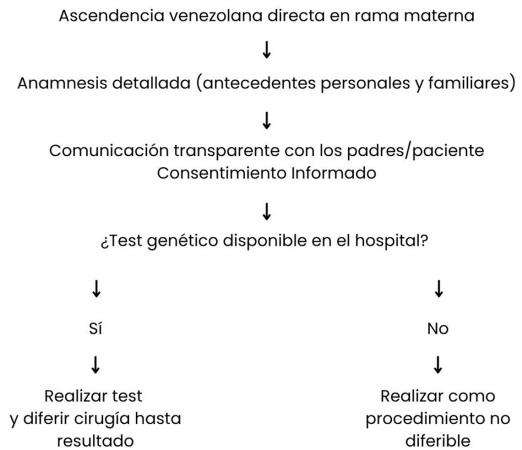 Ascendencia venezolana directa en rama materna
↓
Anamnesis detallada (antecedentes personales y familiares)
↓
Comunicación transparente con los padres/paciente
Consentimiento Informado
↓
¿Test genético disponible en el hospital?
↓ ↓
Sí No
↓ ↓
Realizar test
y diferir cirugía hasta
resultado
Realizar como
procedimiento no
diferible